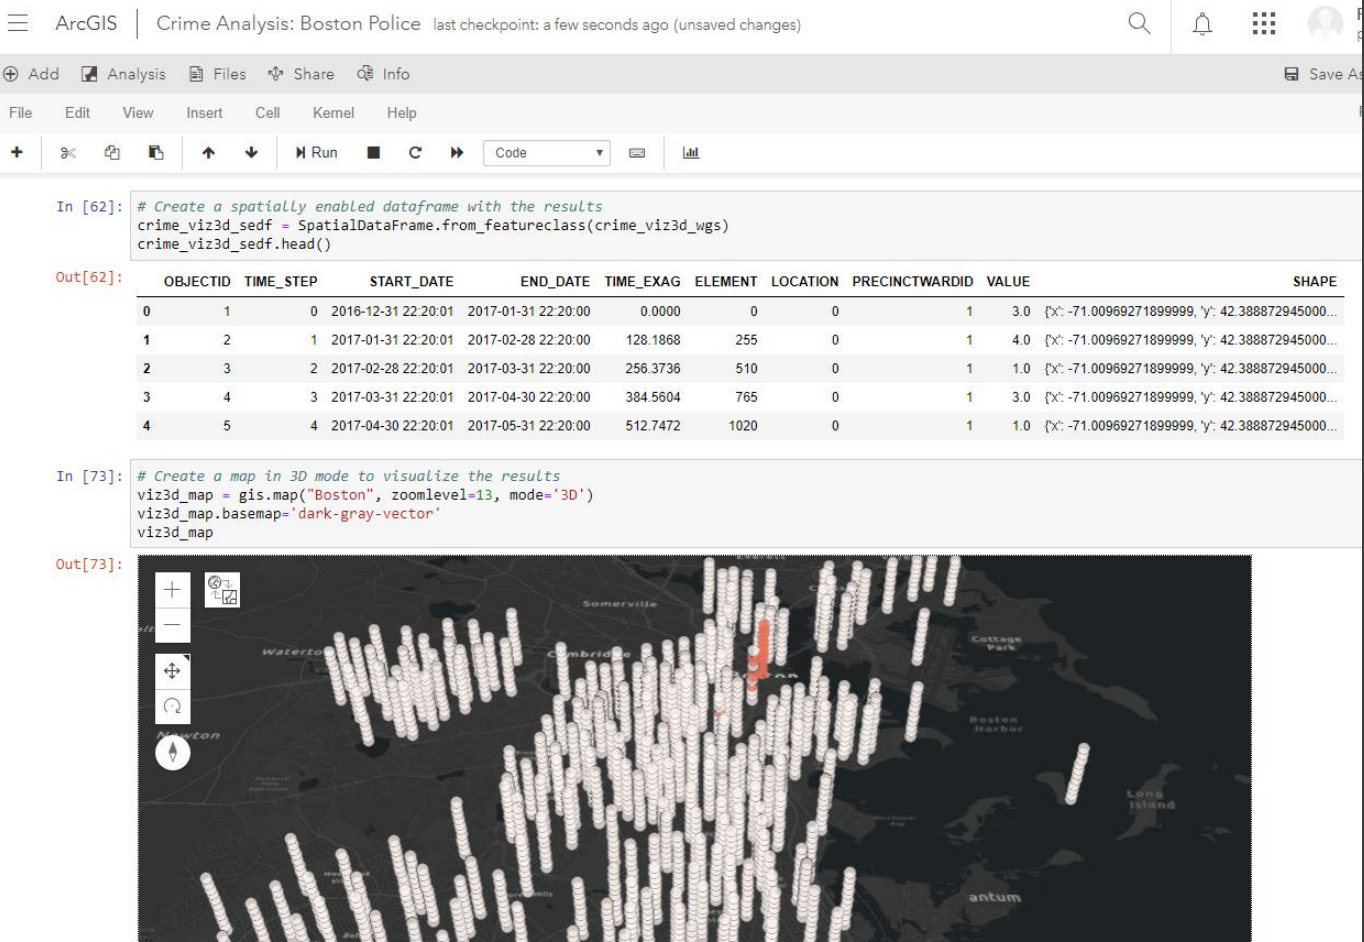 ArcGIS Crime Analysis: Boston Police last checkpoint: a few seconds ago (unsaved changes)
Add Analysis Files Share Info Save As
File Edit View Insert Cell Kernel Help
Run Code
In [62]: # Create a spatially enabled dataframe with the results
crime_viz3d_sedf = SpatialDataFrame.from_featureclass(crime_viz3d_wgs)
crime_viz3d_sedf.head()
Out[62]: OBJECTID TIME_STEP START_DATE END_DATE TIME_EXAG ELEMENT LOCATION PRECINCTWARDID VALUE SHAPE
0 1 0 2016-12-31 22:20:01 2017-01-31 22:20:00 0.0000 0 0 1 3.0 {'x': -71.00969271899999, 'y': 42.388872945000...
1 2 1 2017-01-31 22:20:01 2017-02-28 22:20:00 128.1868 255 0 1 4.0 {'x': -71.00969271899999, 'y': 42.388872945000...
2 3 2 2017-02-28 22:20:01 2017-03-31 22:20:00 256.3736 510 0 1 1.0 {'x': -71.00969271899999, 'y': 42.388872945000...
3 4 3 2017-03-31 22:20:01 2017-04-30 22:20:00 384.5604 765 0 1 3.0 {'x': -71.00969271899999, 'y': 42.388872945000...
4 5 4 2017-04-30 22:20:01 2017-05-31 22:20:00 512.7472 1020 0 1 1.0 {'x': -71.00969271899999, 'y': 42.388872945000...
In [73]: # Create a map in 3D mode to visualize the results
viz3d_map = gis.map("Boston", zoomlevel=13, mode='3D')
viz3d_map.basemap='dark-gray-vector'
viz3d_map
Out[73]:
Somerville
Cottage
Park
Newton
Boston
Harbor
Long
Island
antum